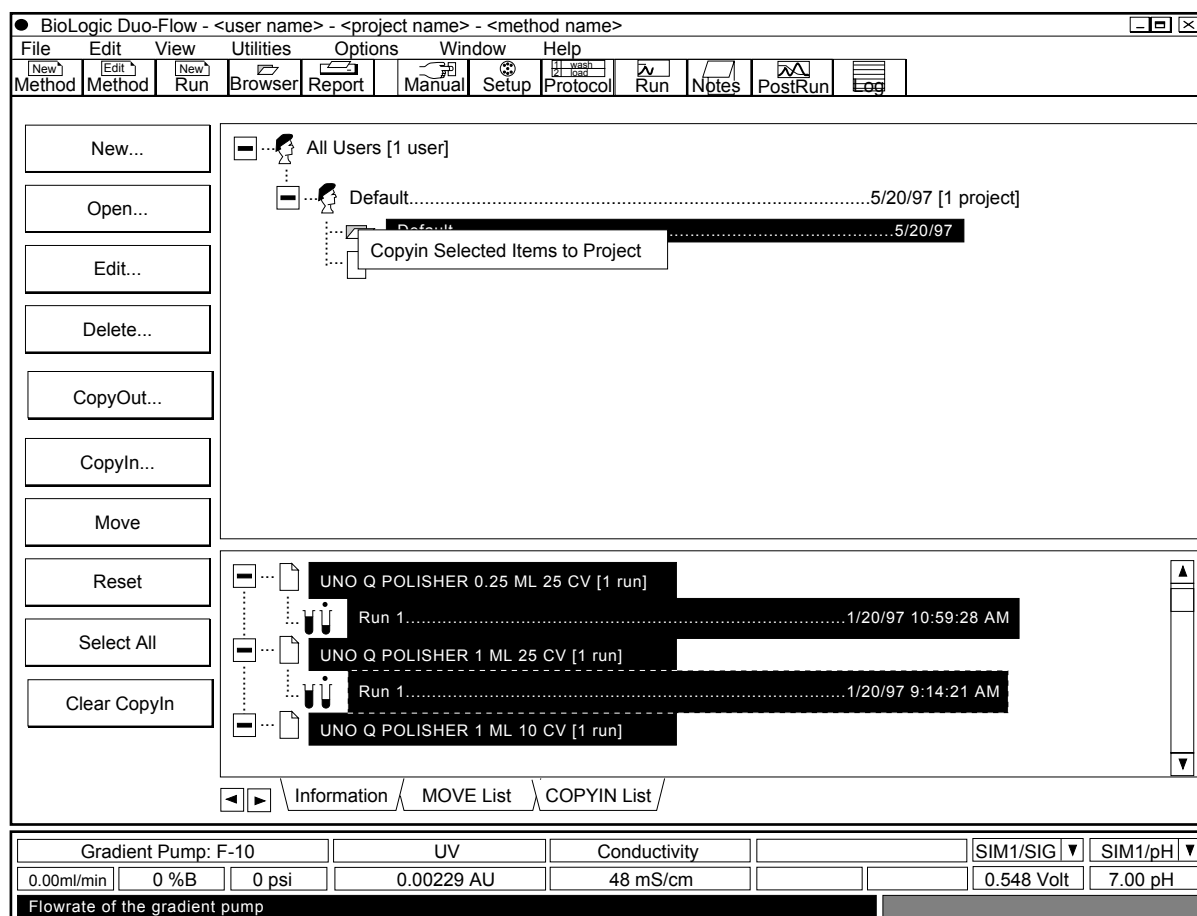 BioLogic Duo-Flow - <user name> - <project name> - <method name>
File Edit View Utilities Options Window Help
New Method Edit Method New Run Browser Report Manual Setup 1 wash 2 load Protocol Run Notes PostRun Log
New...
All Users [1 user]
Open...
Default..........................................................................................5/20/97 [1 project]
Default..........................................................................................5/20/97
Copyin Selected Items to Project
Edit...
Delete...
CopyOut...
CopyIn...
Move
Reset
UNO Q POLISHER 0.25 ML 25 CV [1 run]
Run 1......................................................................................1/20/97 10:59:28 AM
Select All
UNO Q POLISHER 1 ML 25 CV [1 run]
Clear CopyIn
Run 1......................................................................................1/20/97 9:14:21 AM
UNO Q POLISHER 1 ML 10 CV [1 run]
Information MOVE List COPYIN List
Gradient Pump: F-10 UV Conductivity SIM1/SIG SIM1/pH
0.00ml/min 0 %B 0 psi 0.00229 AU 48 mS/cm 0.548 Volt 7.00 pH
Flowrate of the gradient pump